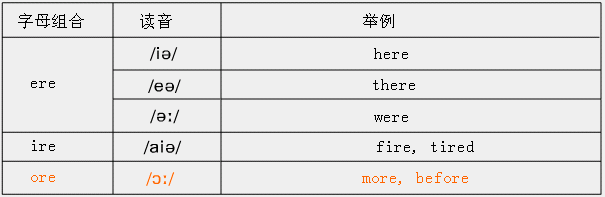 字母组合 读音 举例
ere /iə/ here
/eə/ there
/ə:/ were
ire /aiə/ fire, tired
ore /ɔ:/ more, before